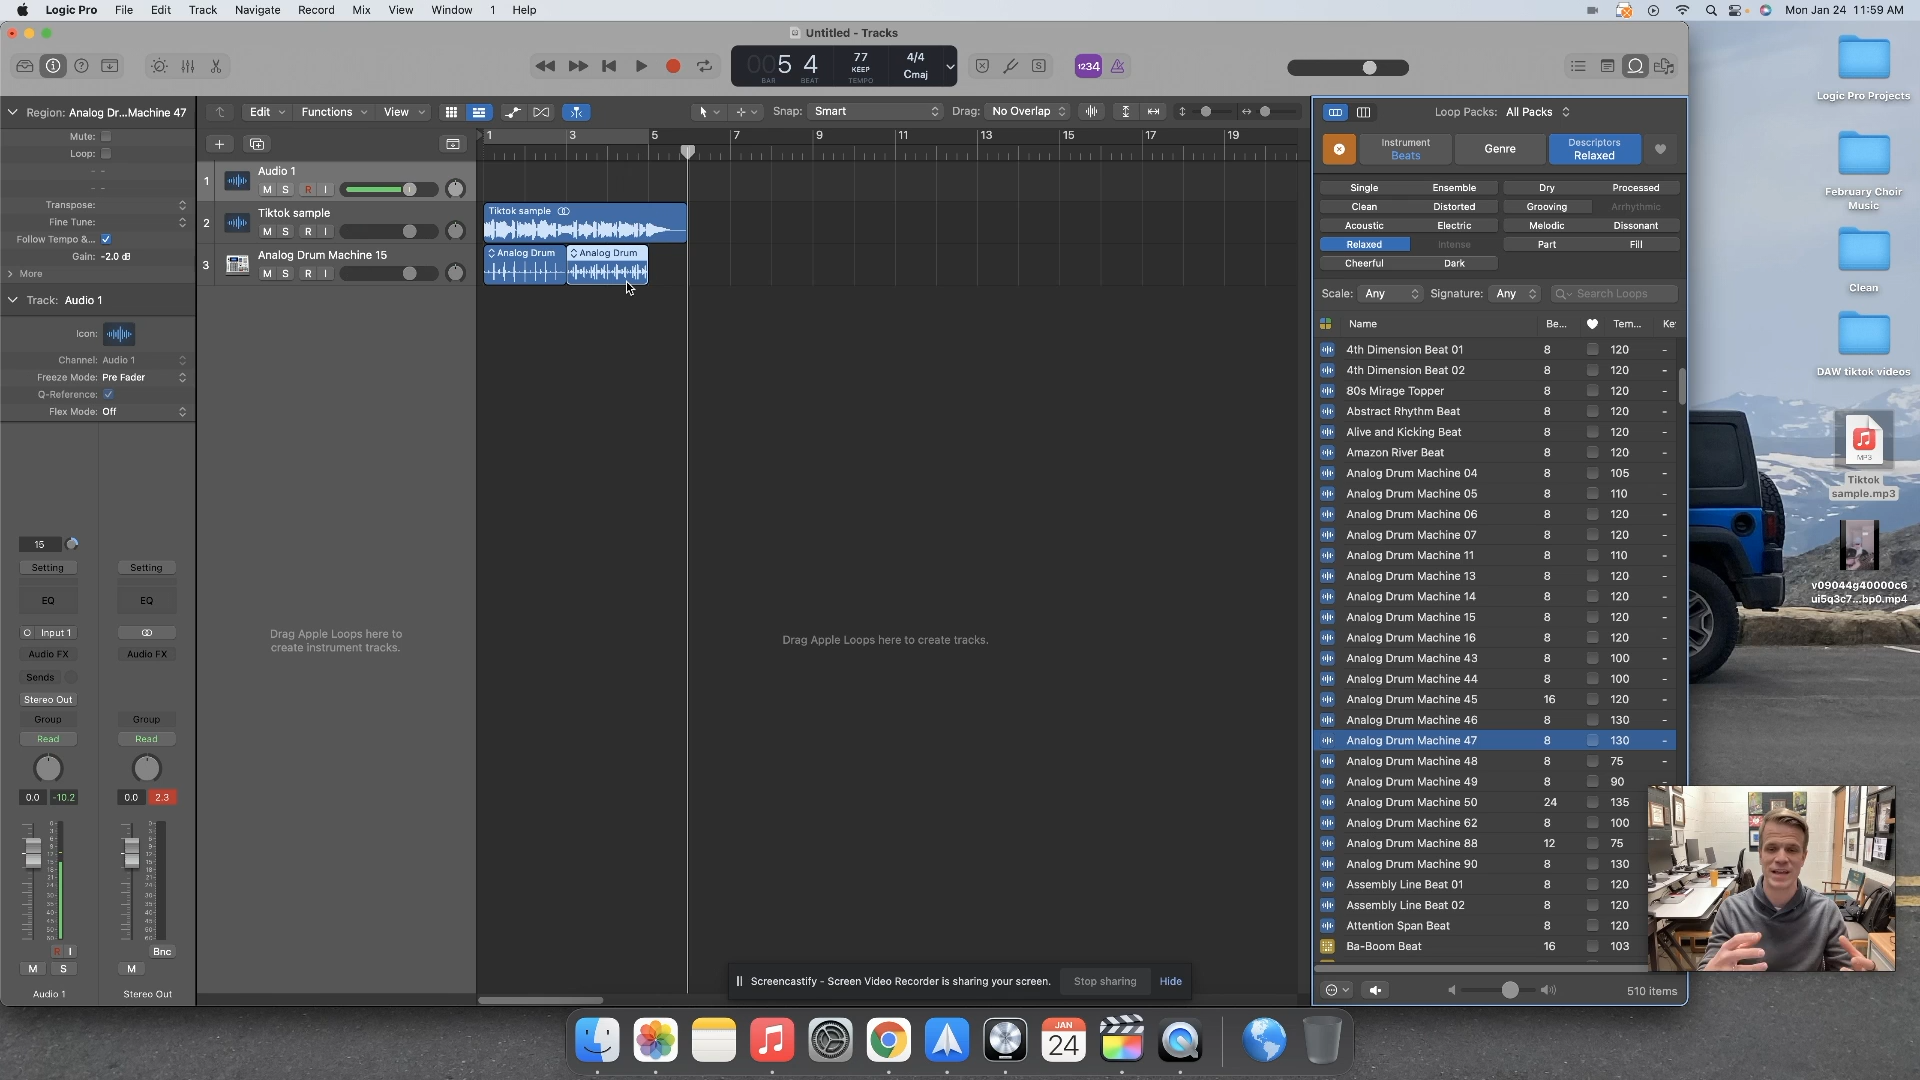 Logic Pro File Edit Track Navigate Record Mix View Window 1 Help
Mon Jan 24 11:59 AM
Untitled - Tracks
005 4
BAR BEAT
77
KEEP
TEMPO
4/4
Cmaj
1234
Region: Analog Dr...Machine 47
Mute:
Loop:
Transpose:
Fine Tune:
Follow Tempo &...
Gain: -2.0 dB
More
Track: Audio 1
Icon:
Channel: Audio 1
Freeze Mode: Pre Fader
Q-Reference:
Flex Mode: Off
15
Setting Setting
EQ EQ
Input 1
Audio FX Audio FX
Sends
Stereo Out
Group Group
Read Read
0.0 -10.2 0.0 2.3
R I Bnc
M S M
Audio 1 Stereo Out
Edit Functions View
Snap: Smart
Drag: No Overlap
1 3 5 7 9 11 13 15 17 19
1 Audio 1
M S R I
2 Tiktok sample
M S R I
3 Analog Drum Machine 15
M S R I
Tiktok sample
Analog Drum Analog Drum
Drag Apple Loops here to
create instrument tracks.
Drag Apple Loops here to create tracks.
Loop Packs: All Packs
Instrument
Beats
Genre
Descriptors
Relaxed
Single Ensemble Dry Processed
Clean Distorted Grooving Arrhythmic
Acoustic Electric Melodic Dissonant
Relaxed Intense Part Fill
Cheerful Dark
Scale: Any Signature: Any Search Loops
Name Be... Tem... Ke
4th Dimension Beat 01 8 120 -
4th Dimension Beat 02 8 120 -
80s Mirage Topper 8 120 -
Abstract Rhythm Beat 8 120 -
Alive and Kicking Beat 8 120 -
Amazon River Beat 8 120 -
Analog Drum Machine 04 8 105 -
Analog Drum Machine 05 8 110 -
Analog Drum Machine 06 8 120 -
Analog Drum Machine 07 8 120 -
Analog Drum Machine 11 8 110 -
Analog Drum Machine 13 8 120 -
Analog Drum Machine 14 8 120 -
Analog Drum Machine 15 8 120 -
Analog Drum Machine 16 8 120 -
Analog Drum Machine 43 8 100 -
Analog Drum Machine 44 8 100 -
Analog Drum Machine 45 16 120 -
Analog Drum Machine 46 8 130 -
Analog Drum Machine 47 8 130 -
Analog Drum Machine 48 8 75 -
Analog Drum Machine 49 8 90 -
Analog Drum Machine 50 24 135
Analog Drum Machine 62 8 100
Analog Drum Machine 88 12 75
Analog Drum Machine 90 8 130
Assembly Line Beat 01 8 120
Assembly Line Beat 02 8 120
Attention Span Beat 8 120
Ba-Boom Beat 16 103
510 items
Logic Pro Projects
February Choir
Music
Clean
DAW tiktok videos
MP3
Tiktok
sample.mp3
v09044g40000c6
ui5q3c7...bp0.mp4
Screencastify - Screen Video Recorder is sharing your screen.
Stop sharing
Hide
JAN
24